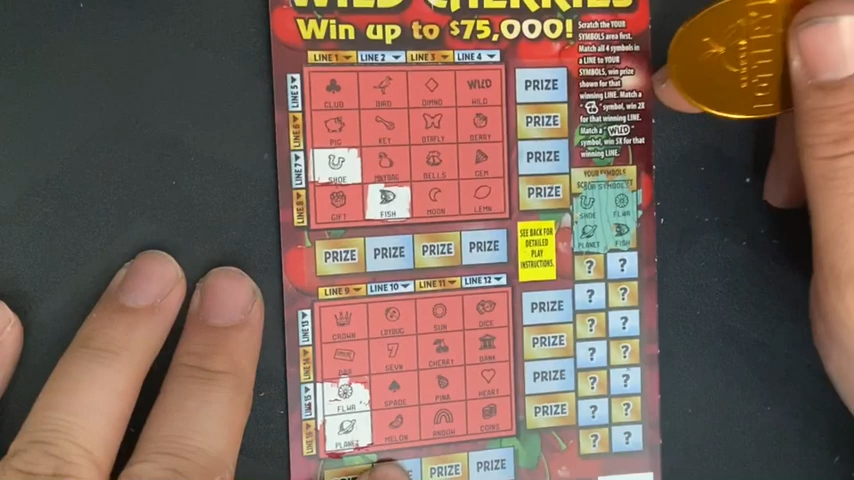 WILD CHERRIES
Win up to $75,000!
Scratch the YOUR
SYMBOLS area first.
Match all 4 symbols in
a LINE to YOUR
SYMBOLS, win prize
shown for that
winning LINE. Match a
" " symbol, win 2X
for that winning LINE.
Match a "WILD"
symbol, win 5X for that
winning LINE.
LINE 1 LINE 2 LINE 3 LINE 4
LINE 5
CLUB BIRD DIMND WILD
PRIZE
LINE 6
PIG KEY BTRFLY BERRY
PRIZE
LINE 7
SHOE MNYBAG BELLS GEM
PRIZE
LINE 8
GIFT FISH MOON LEMN
PRIZE
YOUR SYMBOLS
SHOE FLWR
PLANET FISH
PRIZE PRIZE PRIZE PRIZE
SEE BACK FOR
DETAILED
PLAY
INSTRUCTIONS.
? ?
LINE 9 LINE 10 LINE 11 LINE 12
LINE 13
CROWN LADYBUG SUN DICE
PRIZE
? ?
? ?
LINE 14
BAR 7 SEVN CHERRY BANK
PRIZE
? ?
? ?
LINE 15
FLWR SPADE PINA HEART
PRIZE
? ?
LINE 16
PLANET MELON RNBOW COINS
PRIZE
? ?
? ?
PRIZE PRIZE